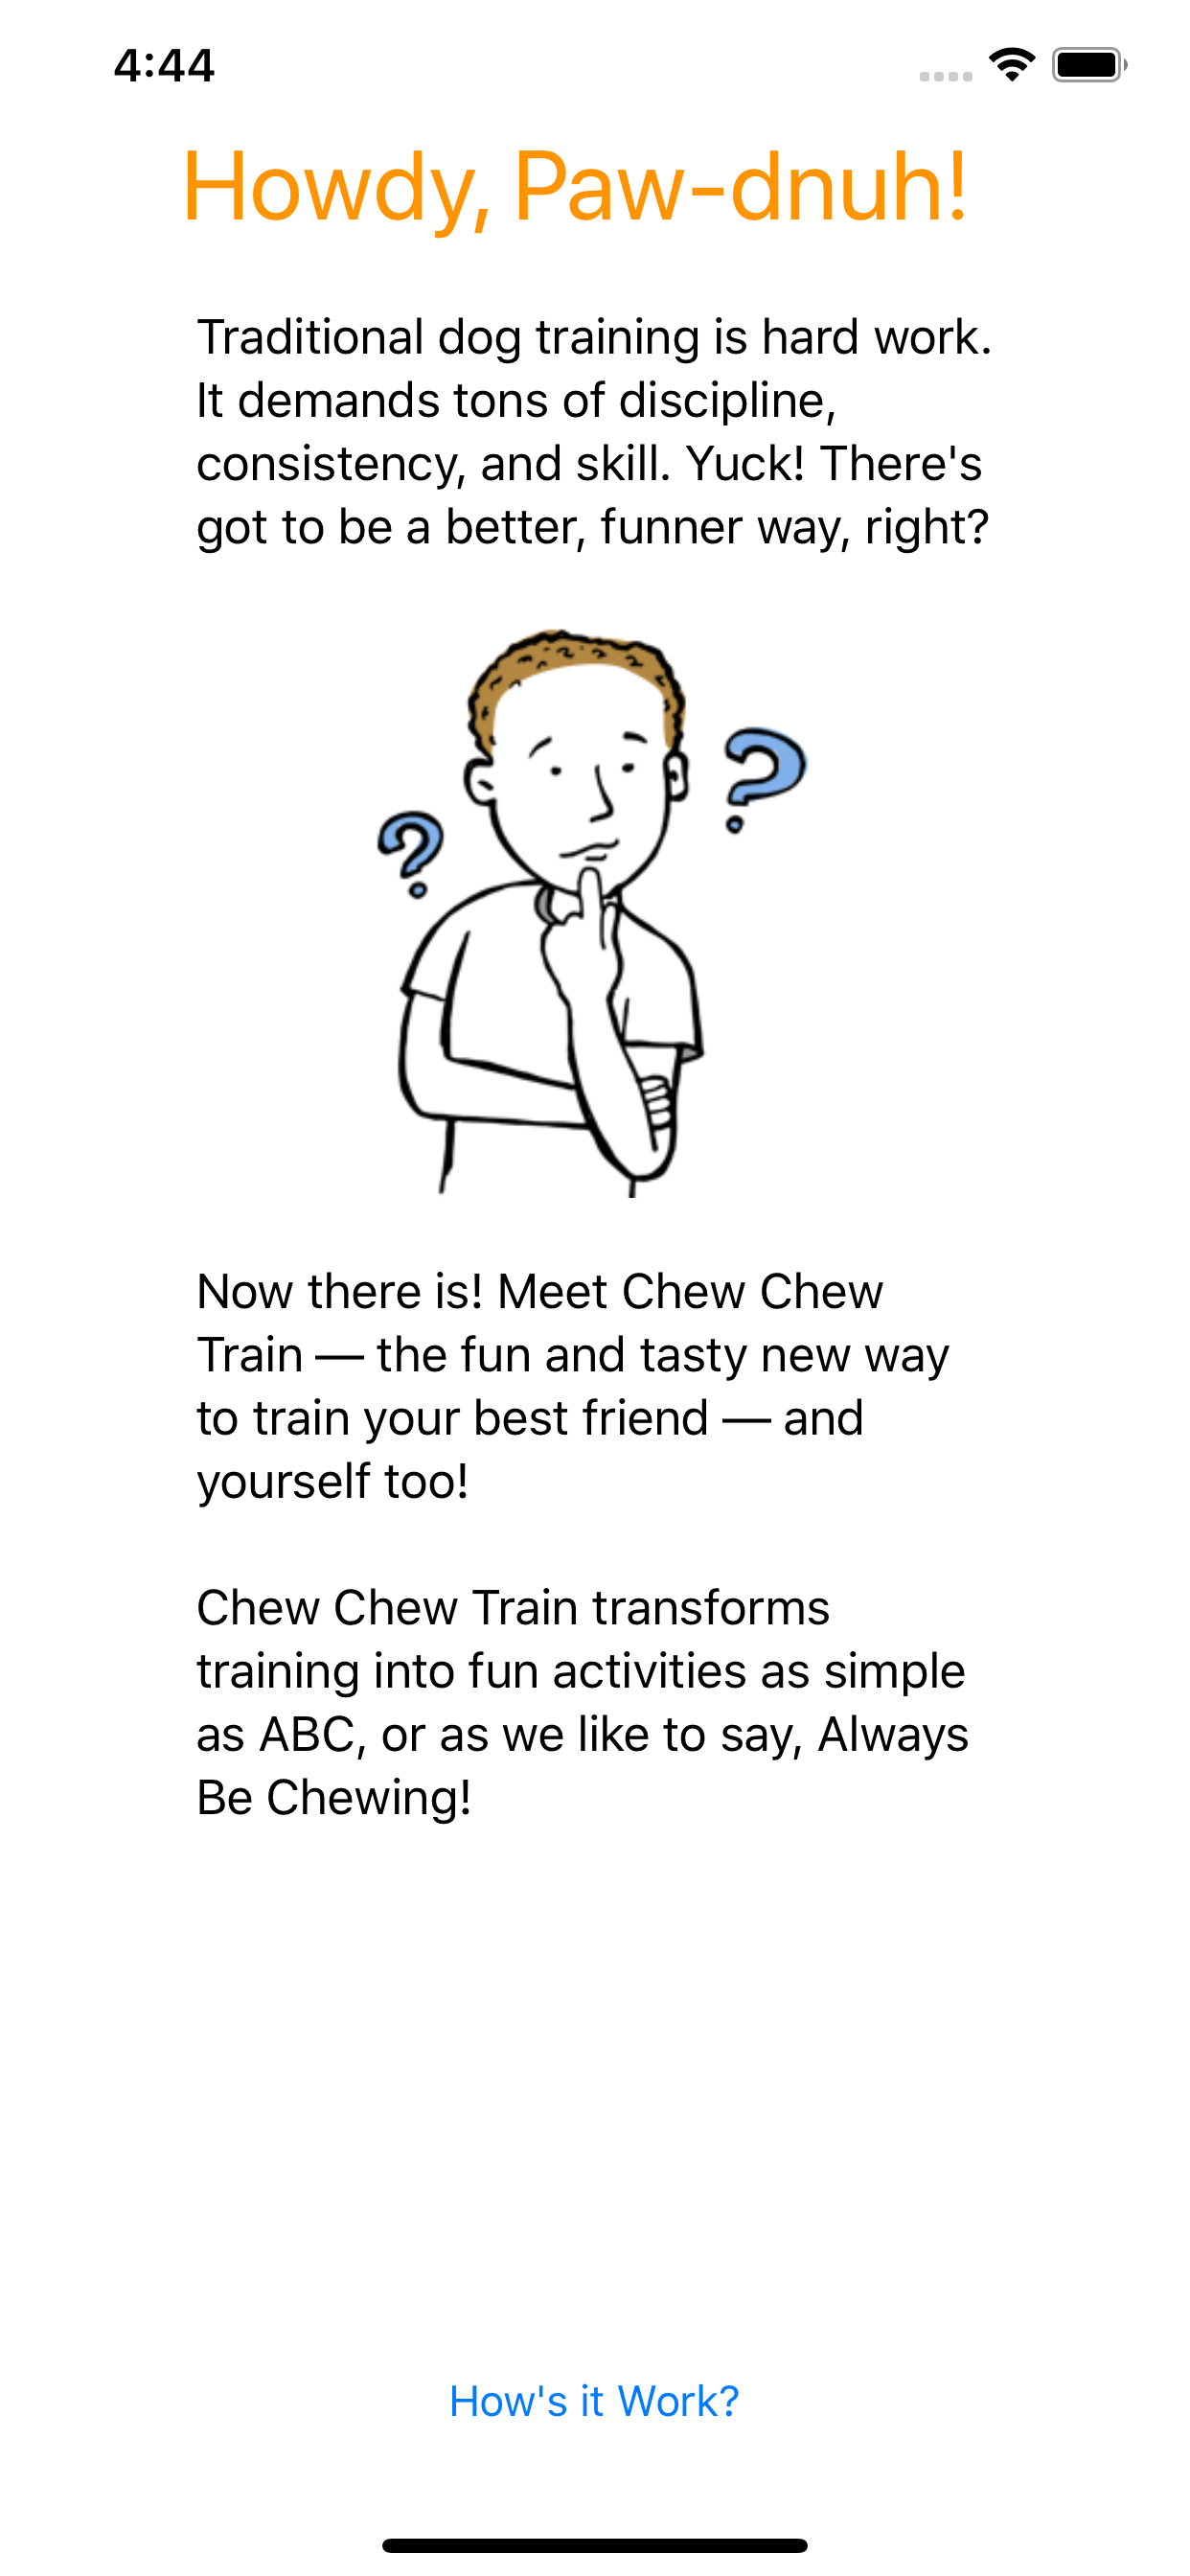 4:44
Howdy, Paw-dnuh!
Traditional dog training is hard work.
It demands tons of discipline,
consistency, and skill. Yuck! There's
got to be a better, funner way, right?
?
?
Now there is! Meet Chew Chew
Train — the fun and tasty new way
to train your best friend — and
yourself too!
Chew Chew Train transforms
training into fun activities as simple
as ABC, or as we like to say, Always
Be Chewing!
How's it Work?